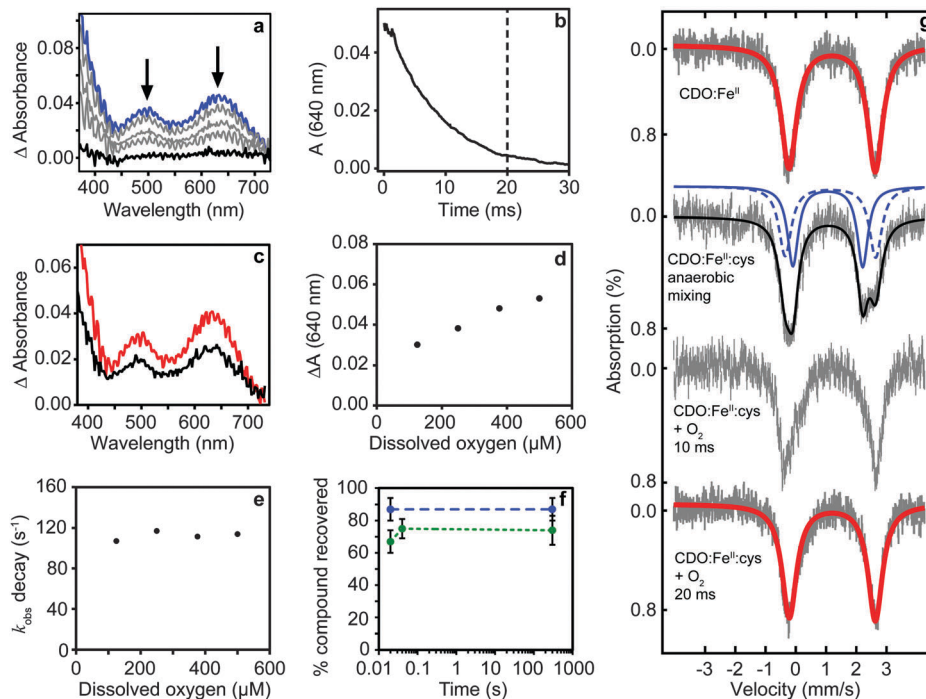 a
Δ Absorbance
0.08
0.04
0.00
400
500
600
700
Wavelength (nm)
b
A (640 nm)
0.04
0.02
0.00
0
10
20
30
Time (ms)
c
Δ Absorbance
0.06
0.04
0.02
0.00
400
500
600
700
Wavelength (nm)
d
ΔA (640 nm)
0.08
0.06
0.04
0.02
0.00
0
200
400
600
Dissolved oxygen (µM)
e
kobs decay (s⁻¹)
160
120
80
40
0
0
200
400
600
Dissolved oxygen (µM)
f
% compound recovered
100
90
80
70
60
50
40
30
20
10
0
0.01
0.1
1
10
100
1000
Time (s)
g
Absorption (%)
0.0
CDO:Feᴵᴵ
0.8
0.0
CDO:Feᴵᴵ:cys
anaerobic
mixing
0.8
0.0
CDO:Feᴵᴵ:cys
+ O₂
10 ms
0.8
0.0
CDO:Feᴵᴵ:cys
+ O₂
20 ms
0.8
-3
-2
-1
0
1
2
3
4
Velocity (mm/s)